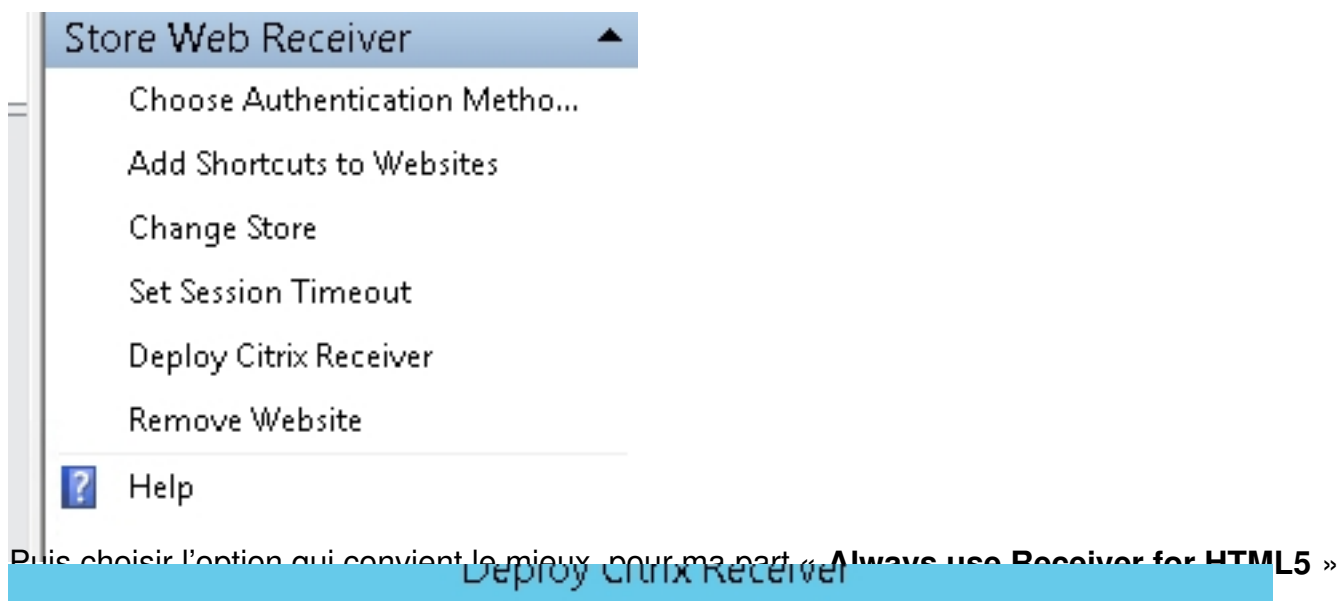 Store Web Receiver
Choose Authentication Metho...
Add Shortcuts to Websites
Change Store
Set Session Timeout
Deploy Citrix Receiver
Remove Website
Help
Puis choisir l'option qui convient le mieux, pour ma part « Always use Receiver for HTML5 »
Deploy Citrix Receiver